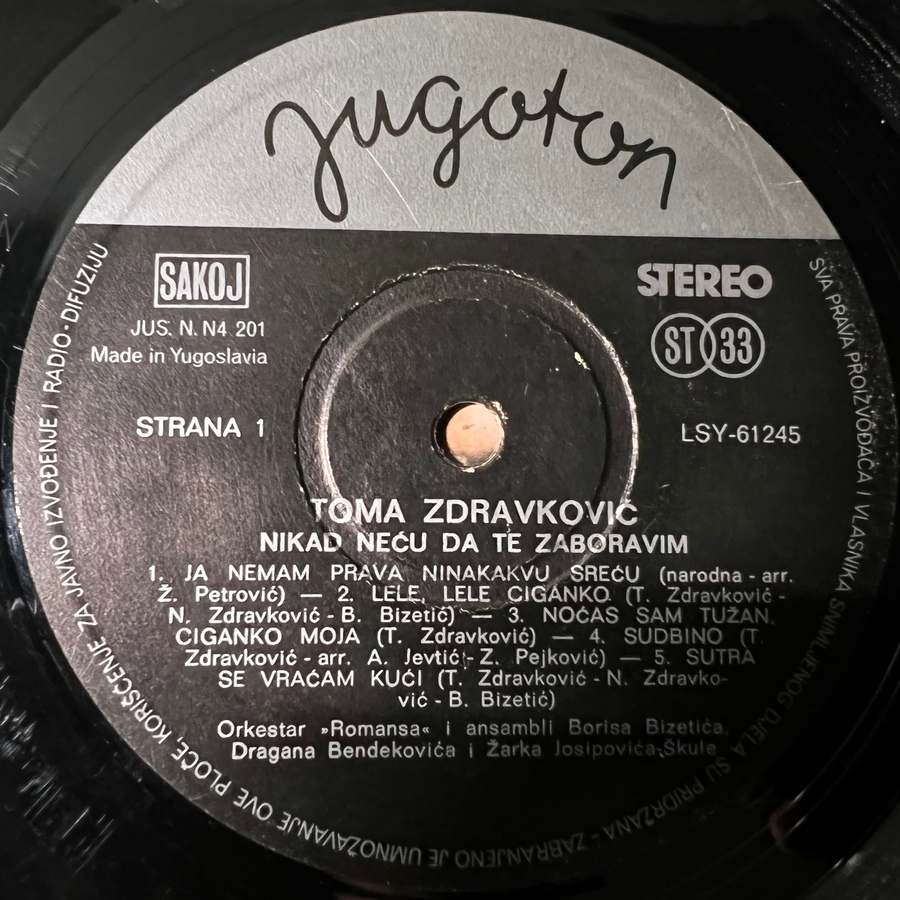 jugoton
SAKOJ
JUS. N. N4 201
Made in Yugoslavia
STEREO
ST 33
STRANA 1
LSY-61245
TOMA ZDRAVKOVIĆ
NIKAD NEĆU DA TE ZABORAVIM
1. JA NEMAM PRAVA NINAKAKVU SREĆU (narodna - arr.
Ž. Petrović) — 2. LELE, LELE CIGANKO (T. Zdravković -
N. Zdravković - B. Bizetić) — 3. NOĆAS SAM TUŽAN,
CIGANKO MOJA (T. Zdravković) — 4. SUDBINO (T.
Zdravković - arr. A. Jevtić - Z. Pejković) — 5. SUTRA
SE VRAĆAM KUĆI (T. Zdravković - N. Zdravko-
vić - B. Bizetić)
Orkestar »Romansa« i ansambli Borisa Bizetića,
Dragana Bendekovića i Žarka Josipovića-Škule
SVA PRAVA PROIZVOĐAČA I VLASNIKA SNIMLJENOG DJELA SU PRIDRŽANA - ZABRANJENO JE UMNOŽAVANJE OVE PLOČE, KORIŠĆENJE ZA JAVNO IZVOĐENJE I RADIO-DIFUZIJU